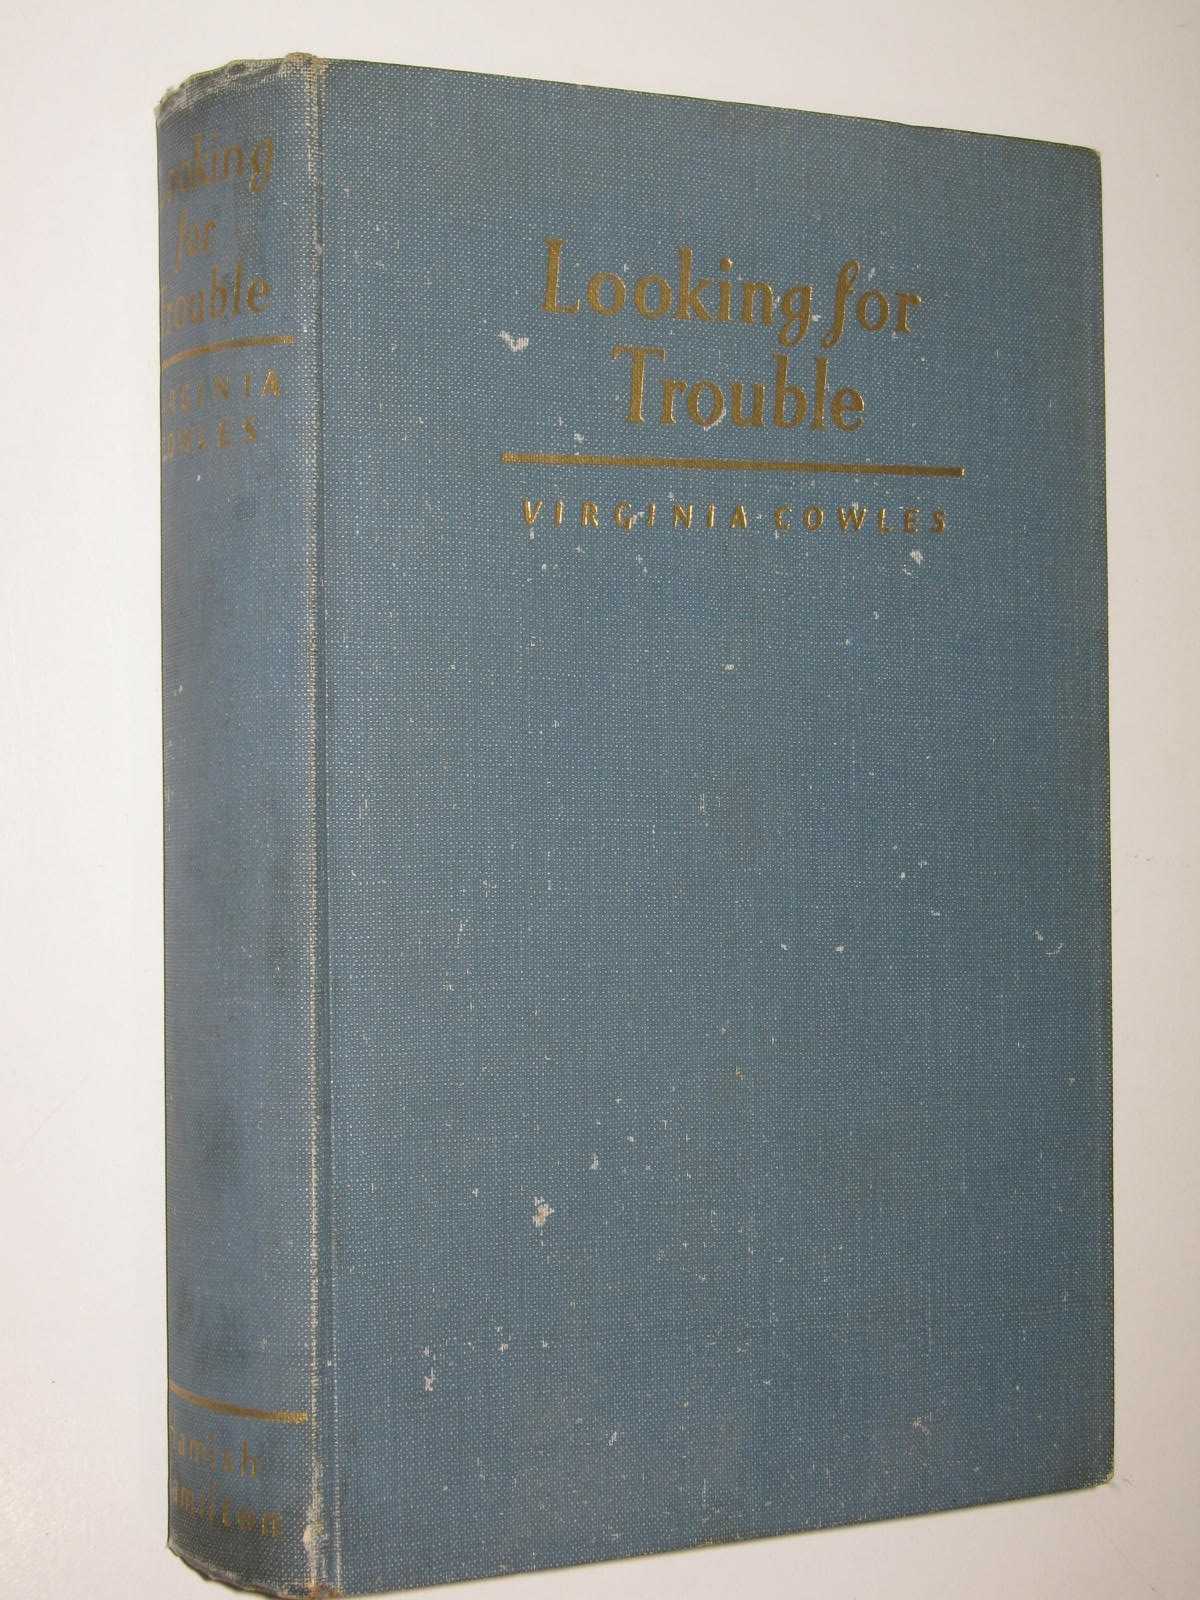 Looking for
Trouble
VIRGINIA COWLES
Looking
for
Trouble
VIRGINIA
COWLES
Hamish
Hamilton